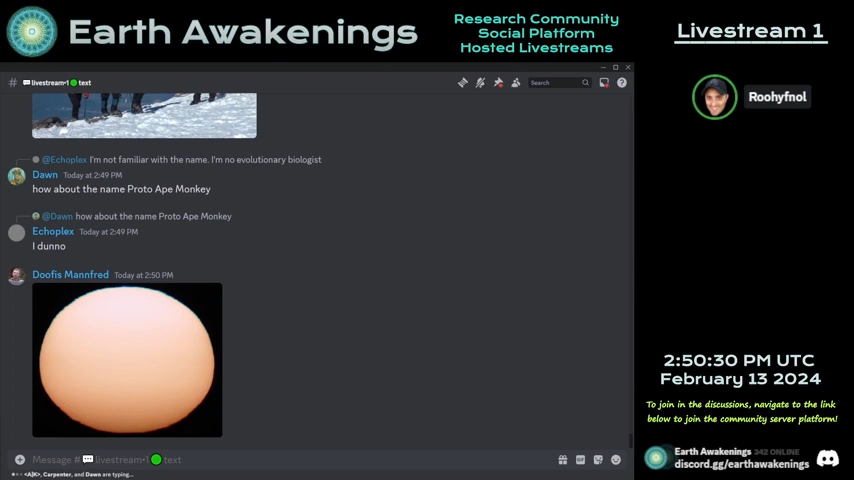 Earth Awakenings
Research Community
Social Platform
Hosted Livestreams
Livestream 1
# livestream•1 text
Search
Roohyfnol
@Echoplex I'm not familiar with the name. I'm no evolutionary biologist
Dawn Today at 2:49 PM
how about the name Proto Ape Monkey
@Dawn how about the name Proto Ape Monkey
Echoplex Today at 2:49 PM
I dunno
Doofis Mannfred Today at 2:50 PM
2:50:30 PM UTC
February 13 2024
To join in the discussions, navigate to the link
below to join the community server platform!
Message # livestream•1 text
GIF
<A|K>, Carpenter, and Dawn are typing...
Earth Awakenings 342 ONLINE
discord.gg/earthawakenings